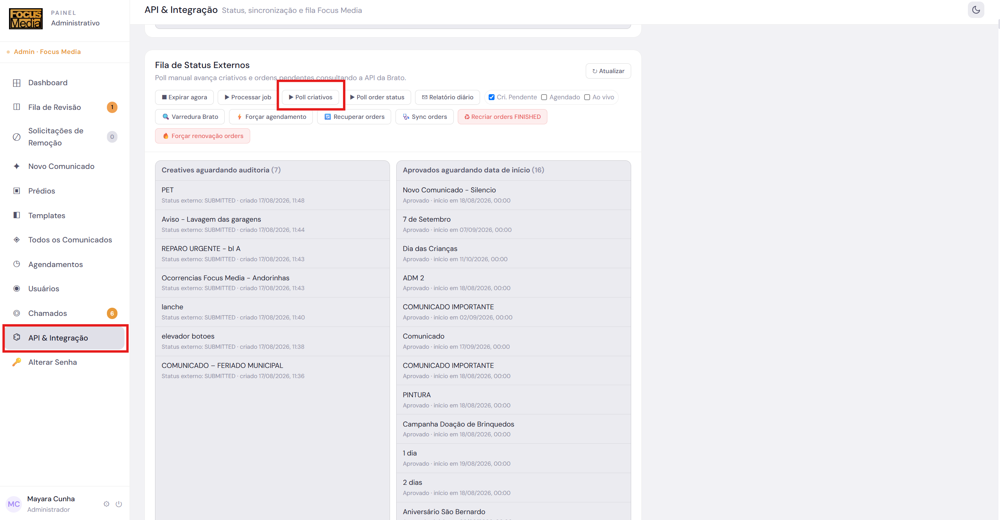 Focus
Media
PAINEL
Administrativo
Admin · Focus Media
Dashboard
Fila de Revisão 1
Solicitações de
Remoção 0
Novo Comunicado
Prédios
Templates
Todos os Comunicados
Agendamentos
Usuários
Chamados 6
API & Integração
Alterar Senha
MC
Mayara Cunha
Administrador
API & Integração Status, sincronização e fila Focus Media
Fila de Status Externos
Poll manual avança criativos e ordens pendentes consultando a API da Brato.
Atualizar
Expirar agora Processar job Poll criativos Poll order status Relatório diário Cri. Pendente Agendado Ao vivo
Varredura Brato Forçar agendamento Recuperar orders Sync orders Recriar orders FINISHED
Forçar renovação orders
Creatives aguardando auditoria (7)
PET
Status externo: SUBMITTED · criado 17/08/2026, 11:48
Aviso - Lavagem das garagens
Status externo: SUBMITTED · criado 17/08/2026, 11:44
REPARO URGENTE - bl A
Status externo: SUBMITTED · criado 17/08/2026, 11:43
Ocorrencias Focus Media - Andorinhas
Status externo: SUBMITTED · criado 17/08/2026, 11:43
lanche
Status externo: SUBMITTED · criado 17/08/2026, 11:40
elevador botoes
Status externo: SUBMITTED · criado 17/08/2026, 11:38
COMUNICADO – FERIADO MUNICIPAL
Status externo: SUBMITTED · criado 17/08/2026, 11:36
Aprovados aguardando data de início (16)
Novo Comunicado - Silencio
Aprovado · início em 18/08/2026, 00:00
7 de Setembro
Aprovado · início em 07/09/2026, 00:00
Dia das Crianças
Aprovado · início em 11/10/2026, 00:00
ADM 2
Aprovado · início em 18/08/2026, 00:00
COMUNICADO IMPORTANTE
Aprovado · início em 02/09/2026, 00:00
Comunicado
Aprovado · início em 17/09/2026, 00:00
COMUNICADO IMPORTANTE
Aprovado · início em 18/08/2026, 00:00
PINTURA
Aprovado · início em 18/08/2026, 00:00
Campanha Doação de Brinquedos
Aprovado · início em 18/08/2026, 00:00
1 dia
Aprovado · início em 19/08/2026, 00:00
2 dias
Aprovado · início em 18/08/2026, 00:00
Aniversário São Bernardo